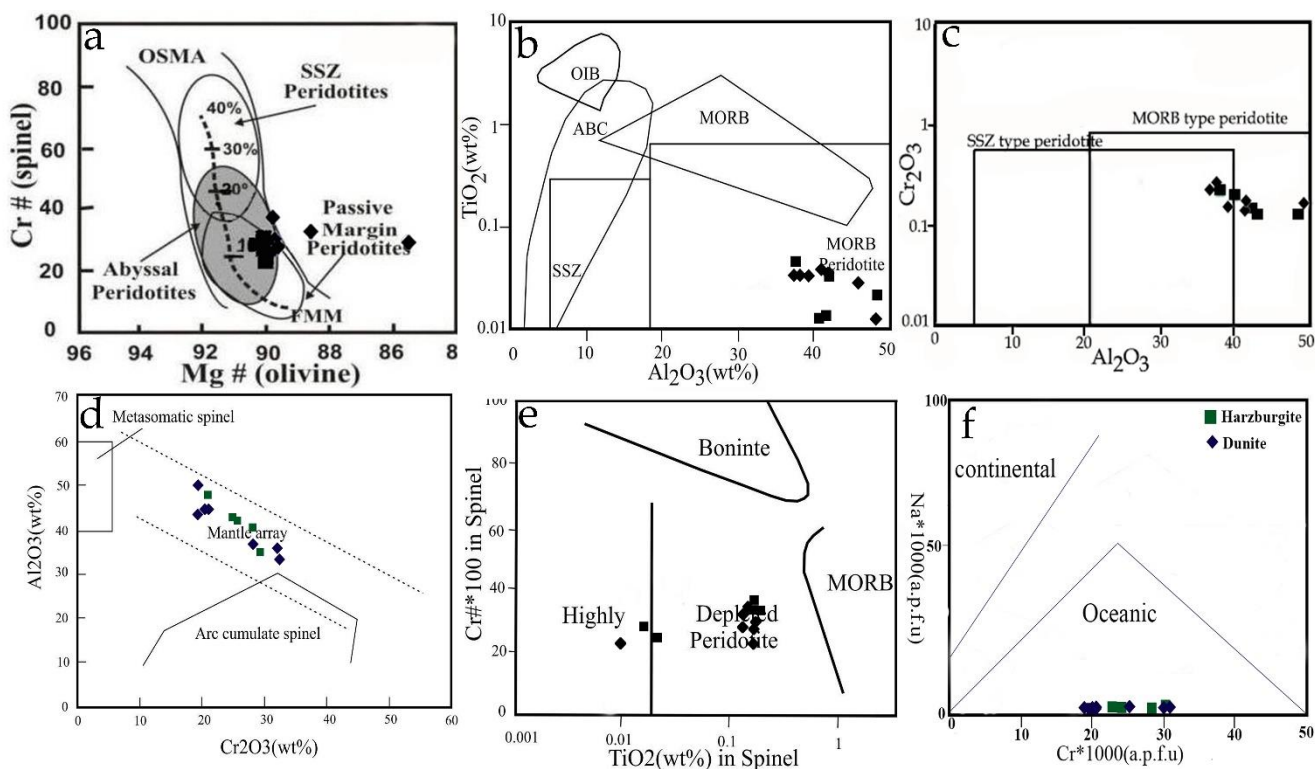 a
100
80
60
40
20
0
Cr # (spinel)
OSMA
SSZ
Peridotites
40%
30%
20°
Passive
Margin
Peridotites
Abyssal
Peridotites
FMM
96
94
92
90
8
Mg # (olivine)
b
10
1
0.1
0.01
TiO2(wt%)
OIB
ABC
MORB
SSZ
MORB
Peridotite
0
10
20
30
40
50
Al2O3(wt%)
c
10
1
0.1
0.01
Cr2O3
MORB type peridotite
SSZ type peridotite
10
20
30
40
50
Al2O3
d
70
60
50
40
30
20
10
0
Al2O3(wt%)
Metasomatic spinel
Mantle array
Arc cumulate spinel
10
20
30
40
50
60
Cr2O3(wt%)
e
100
80
60
40
20
0
Cr#*100 in Spinel
Boninte
MORB
Highly
Depleted
Peridotite
0.001
0.01
0.1
1
TiO2(wt%) in Spinel
f
100
50
0
Na*1000(a.p.f.u)
Harzburgite
Dunite
continental
Oceanic
0
10
20
30
40
50
Cr*1000(a.p.f.u)